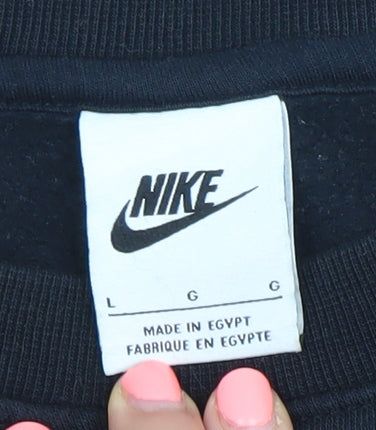 NIKE
L G G
MADE IN EGYPT
FABRIQUE EN EGYPTE